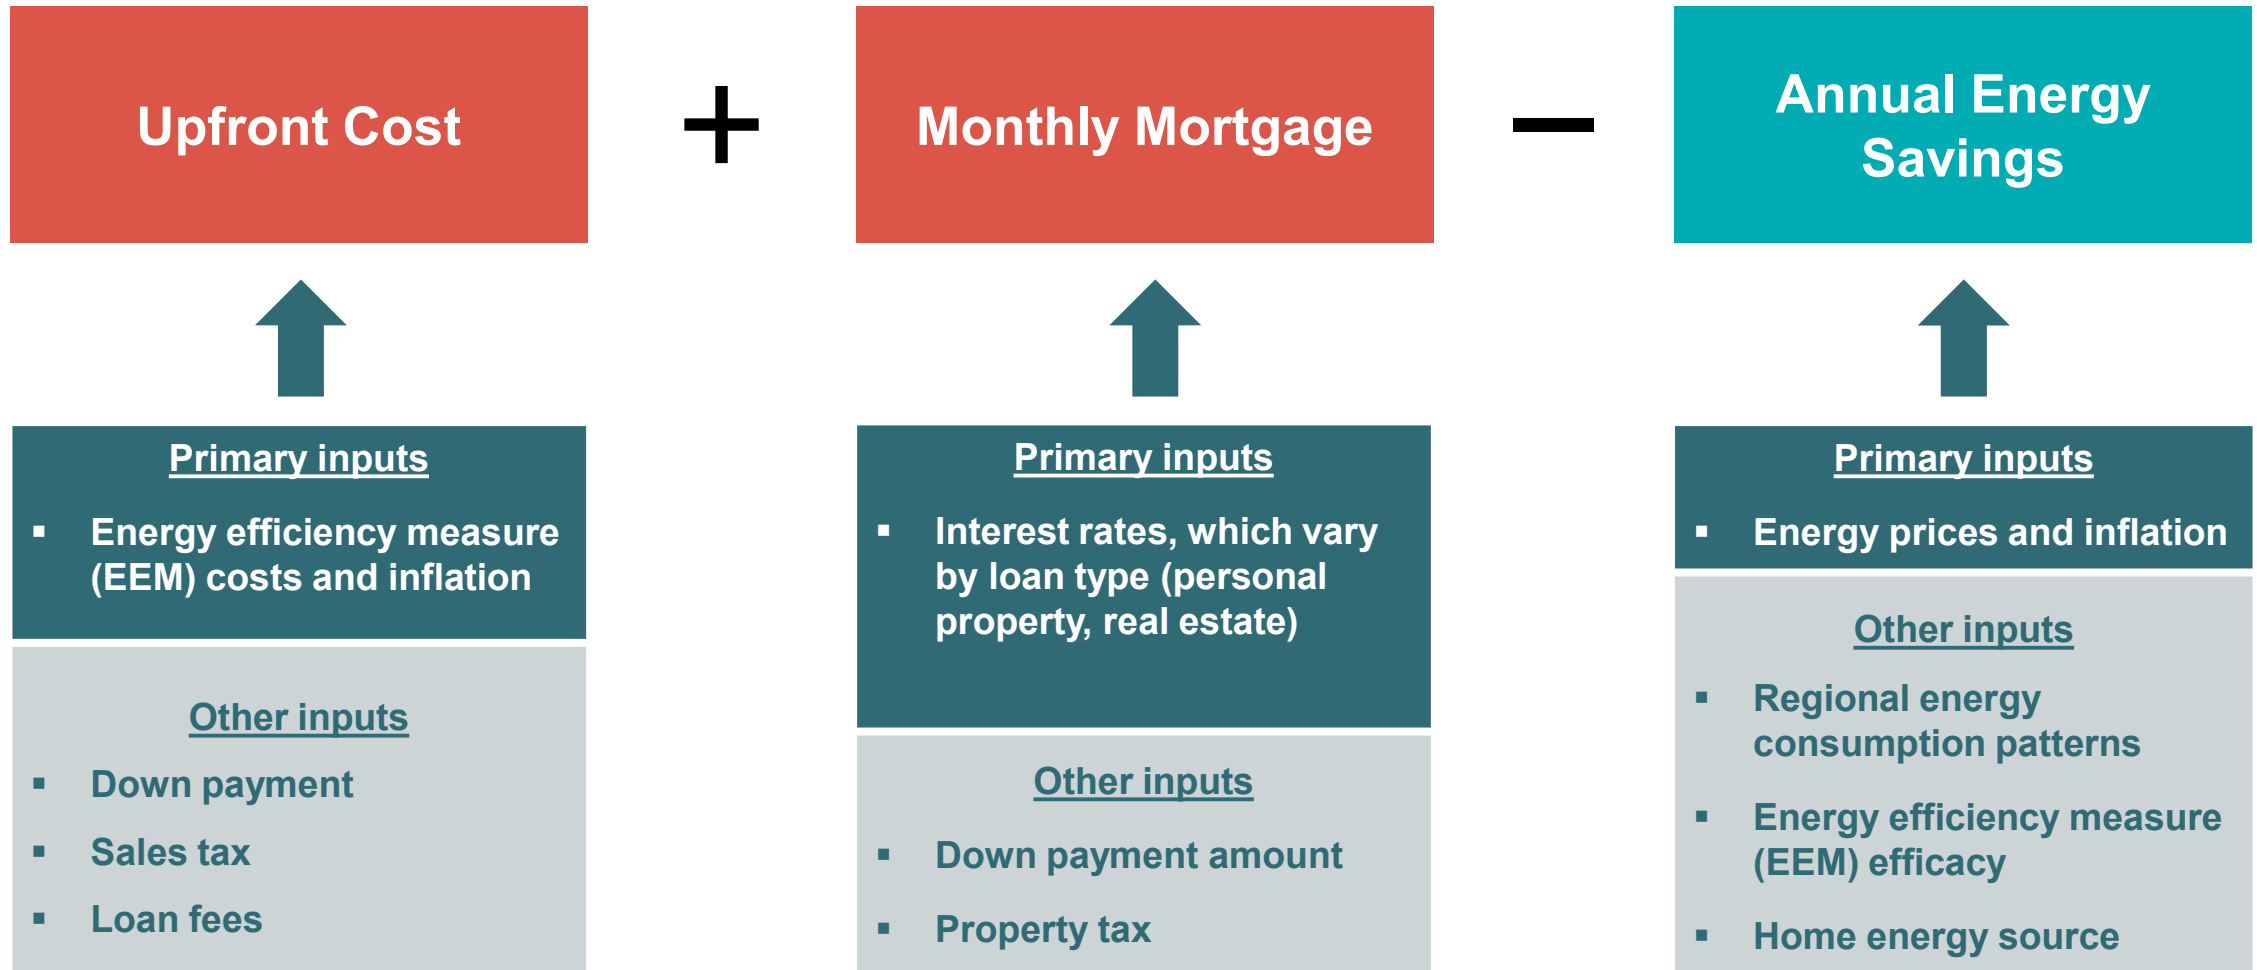 Upfront Cost
+
Monthly Mortgage
−
Annual Energy
Savings
Primary inputs
▪ Energy efficiency measure
(EEM) costs and inflation
Other inputs
▪ Down payment
▪ Sales tax
▪ Loan fees
Primary inputs
▪ Interest rates, which vary
by loan type (personal
property, real estate)
Other inputs
▪ Down payment amount
▪ Property tax
Primary inputs
▪ Energy prices and inflation
Other inputs
▪ Regional energy
consumption patterns
▪ Energy efficiency measure
(EEM) efficacy
▪ Home energy source